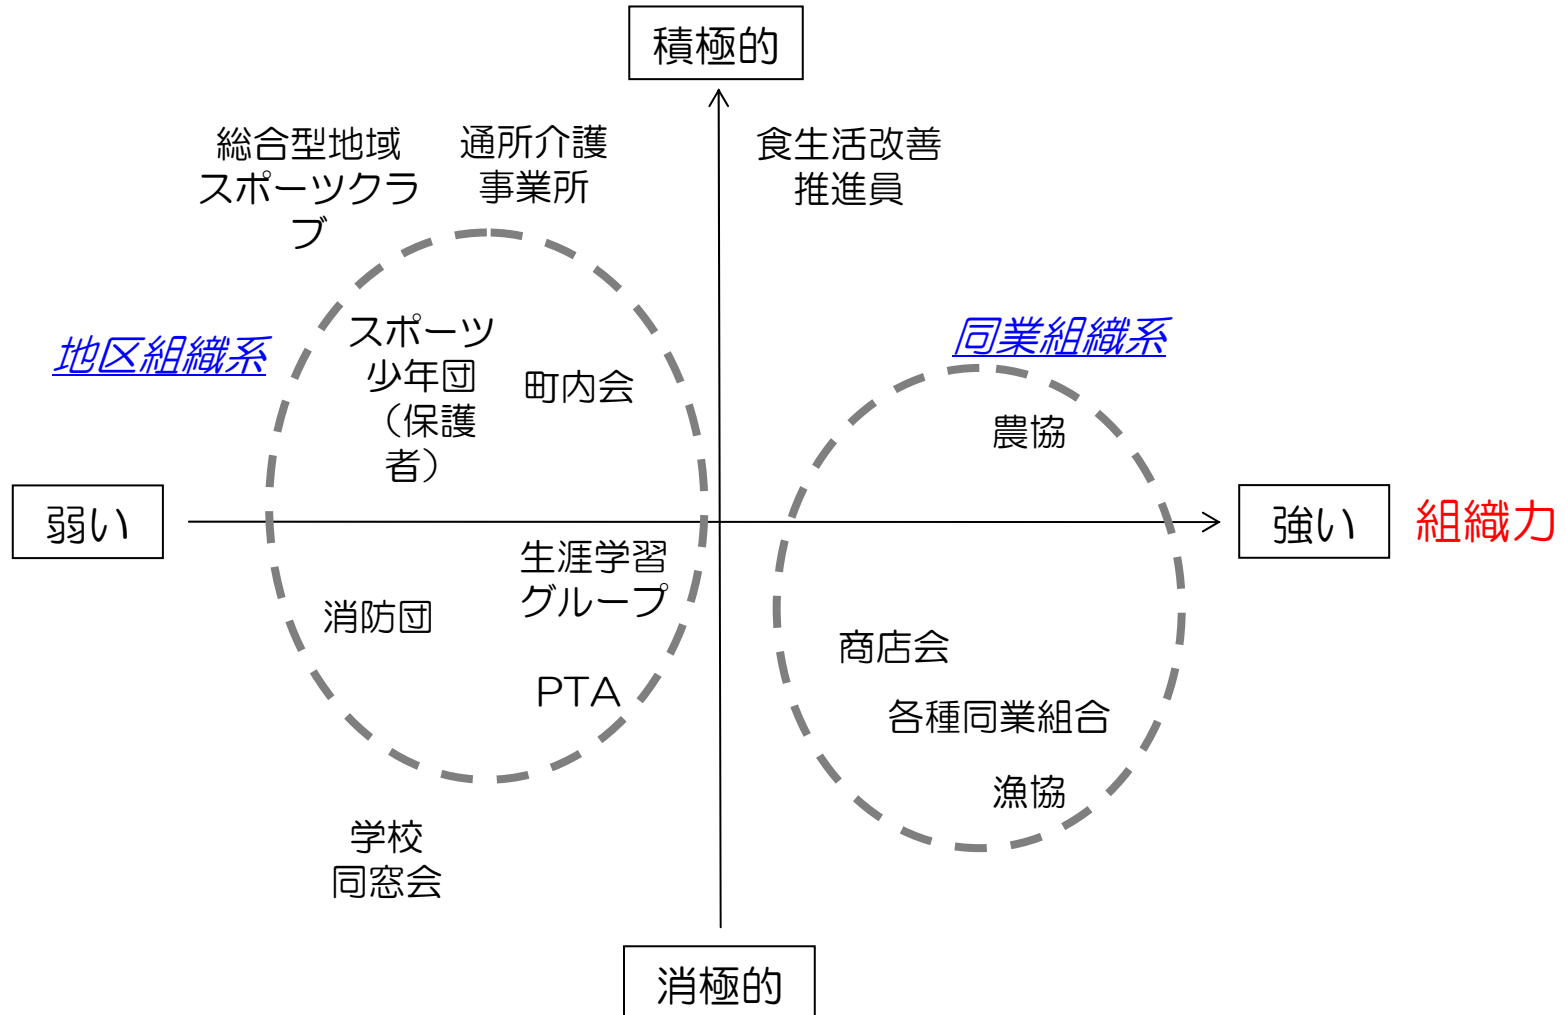 積極的
総合型地域
スポーツクラ
ブ
通所介護
事業所
食生活改善
推進員
地区組織系
スポーツ
少年団
（保護
者）
町内会
同業組織系
農協
弱い
強い
組織力
生涯学習
グループ
消防団
PTA
商店会
各種同業組合
漁協
学校
同窓会
消極的